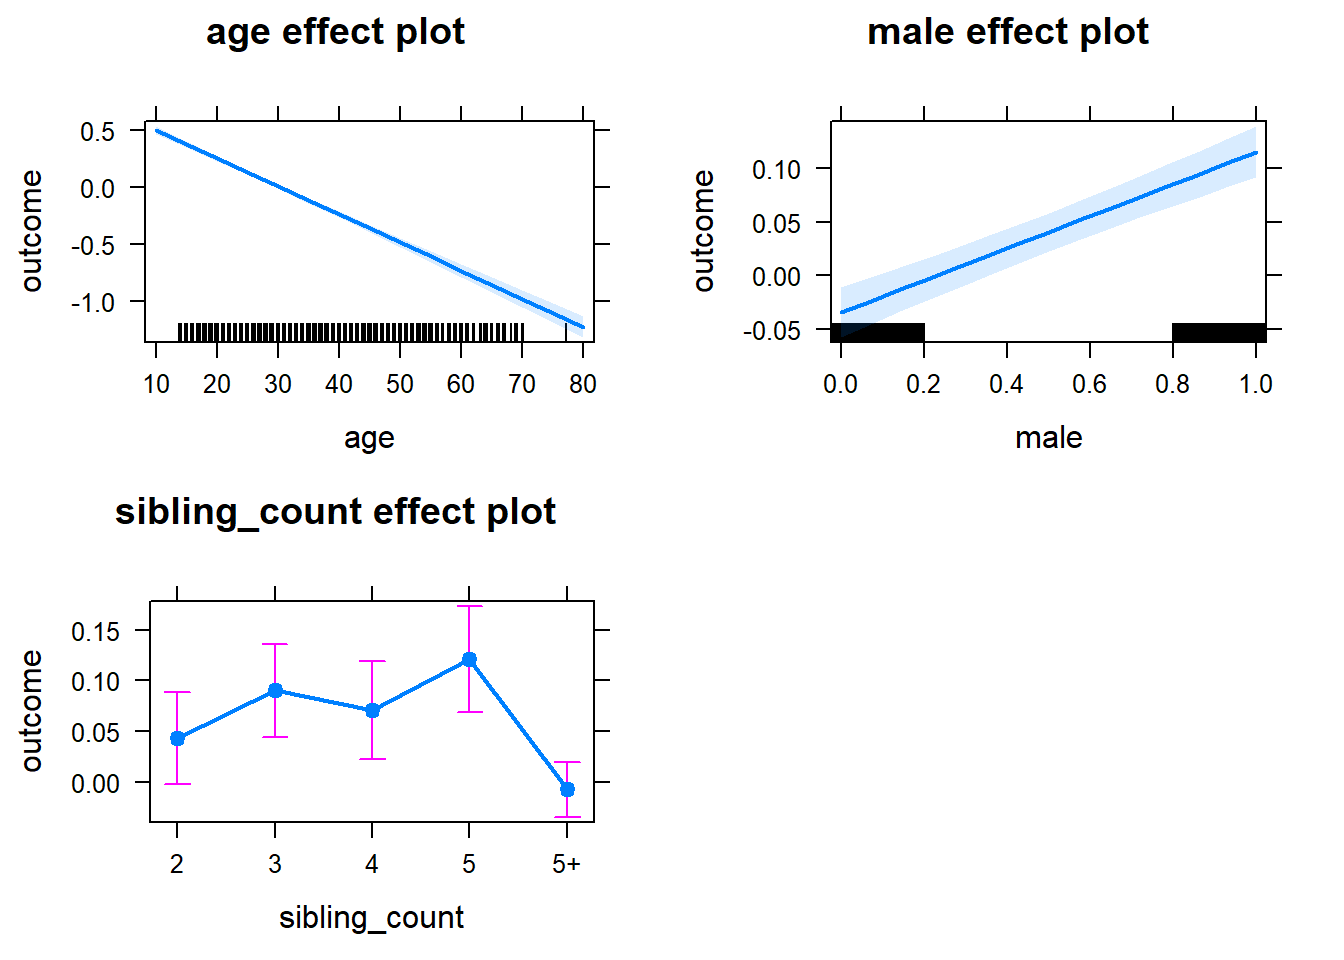 age effect plot
outcome
0.5
0.0
-0.5
-1.0
10 20 30 40 50 60 70 80
age
male effect plot
outcome
0.10
0.05
0.00
-0.05
0.0 0.2 0.4 0.6 0.8 1.0
male
sibling_count effect plot
outcome
0.15
0.10
0.05
0.00
2 3 4 5 5+
sibling_count